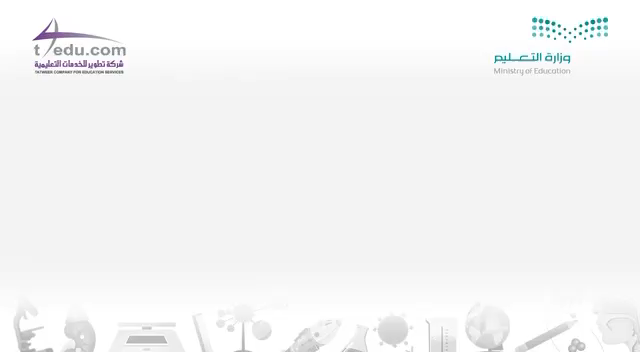 t4edu.com
شركة تطوير للخدمات التعليمية
TATWEER COMPANY FOR EDUCATION SERVICES
وزارة التعليم
Ministry of Education